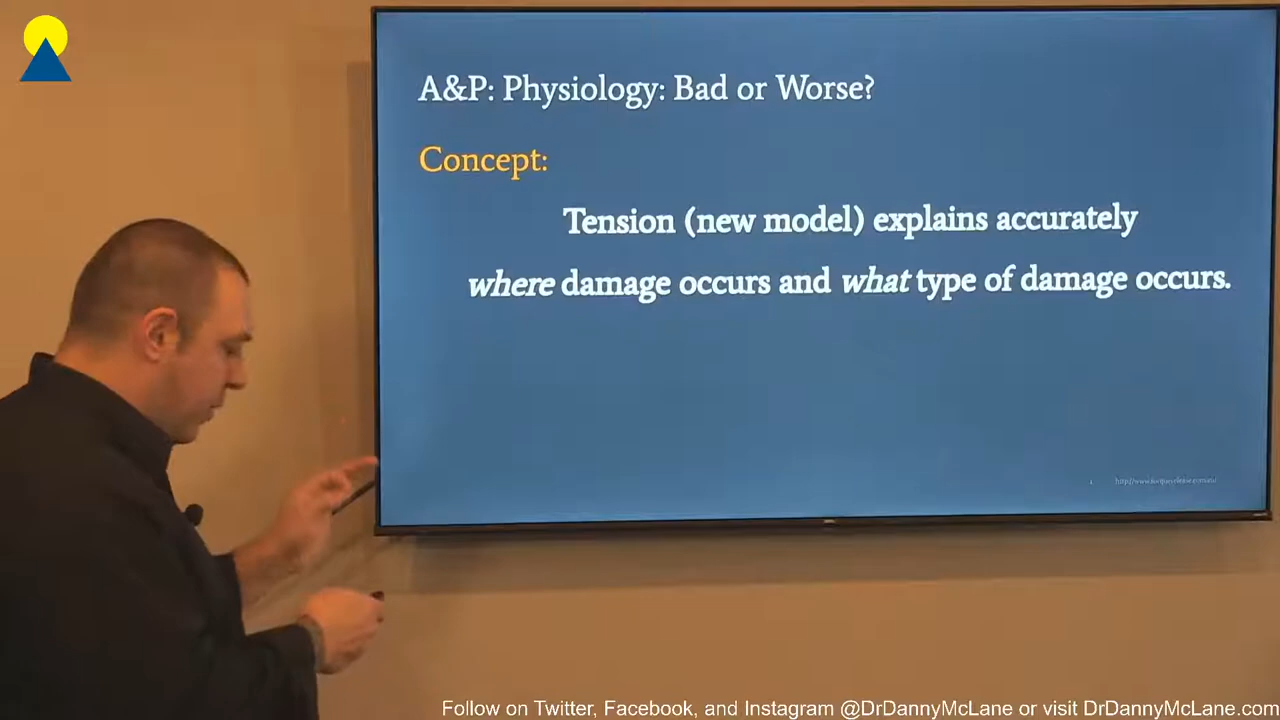 A&P: Physiology: Bad or Worse?
Concept:
Tension (new model) explains accurately
where damage occurs and what type of damage occurs.
Follow on Twitter, Facebook, and Instagram @DrDannyMcLane or visit DrDannyMcLane.com